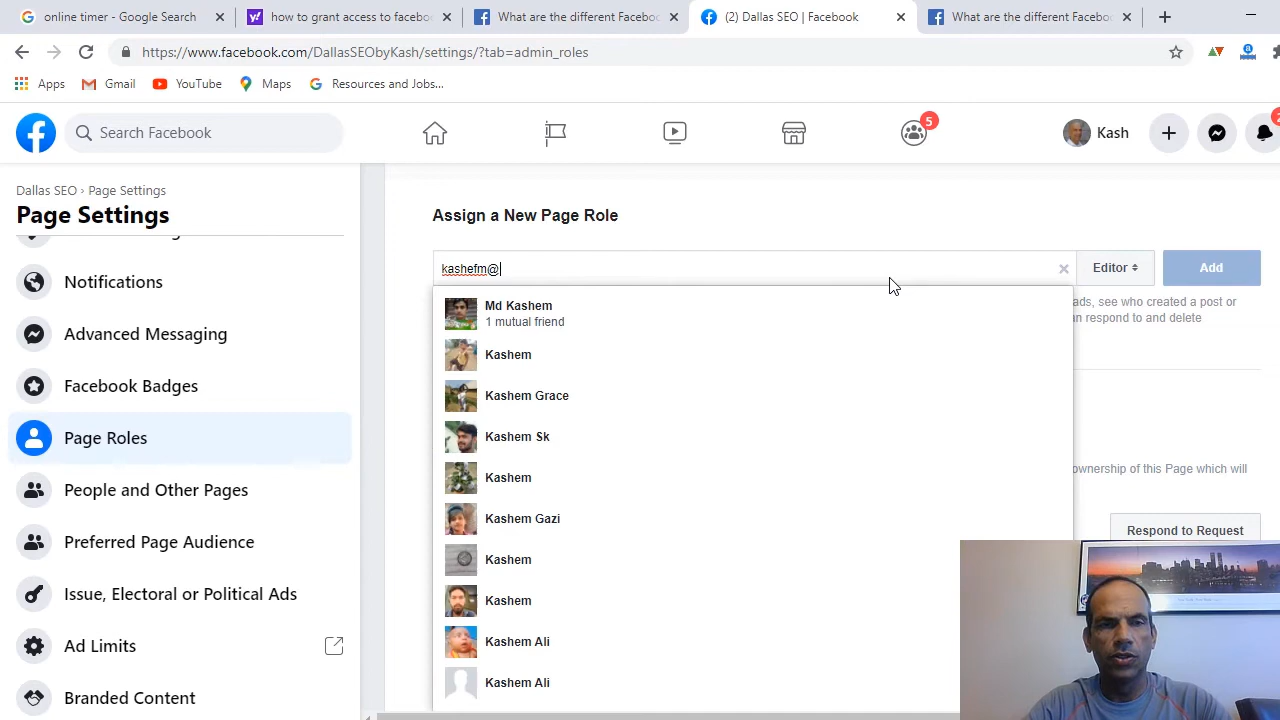 online timer - Google Search
how to grant access to facebo
What are the different Facebo
(2) Dallas SEO | Facebook
What are the different Facebo
https://www.facebook.com/DallasSEObyKash/settings/?tab=admin_roles
Apps
Gmail
YouTube
Maps
Resources and Jobs...
Search Facebook
5
Kash
2
Dallas SEO › Page Settings
Page Settings
Notifications
Advanced Messaging
Facebook Badges
Page Roles
People and Other Pages
Preferred Page Audience
Issue, Electoral or Political Ads
Ad Limits
Branded Content
Assign a New Page Role
kashefm@
Editor
Add
ads, see who created a post or
un respond to and delete
Md Kashem
1 mutual friend
Kashem
Kashem Grace
Kashem Sk
Kashem
Kashem Gazi
Kashem
Kashem
Kashem Ali
Kashem Ali
ownership of this Page which will
Respond to Request